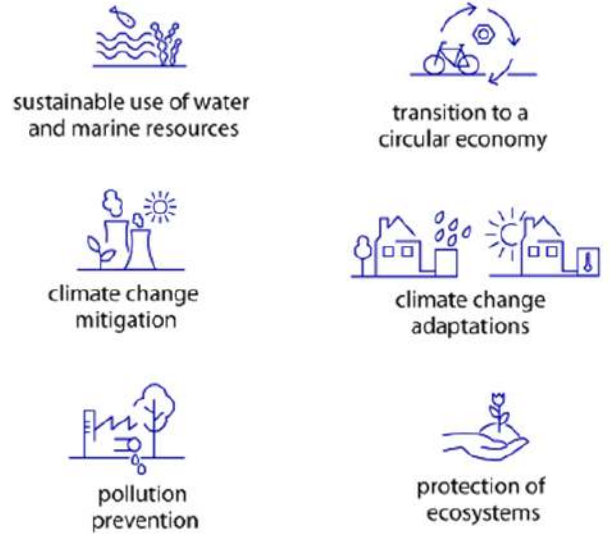 sustainable use of water
and marine resources
transition to a
circular economy
climate change
mitigation
climate change
adaptations
pollution
prevention
protection of
ecosystems